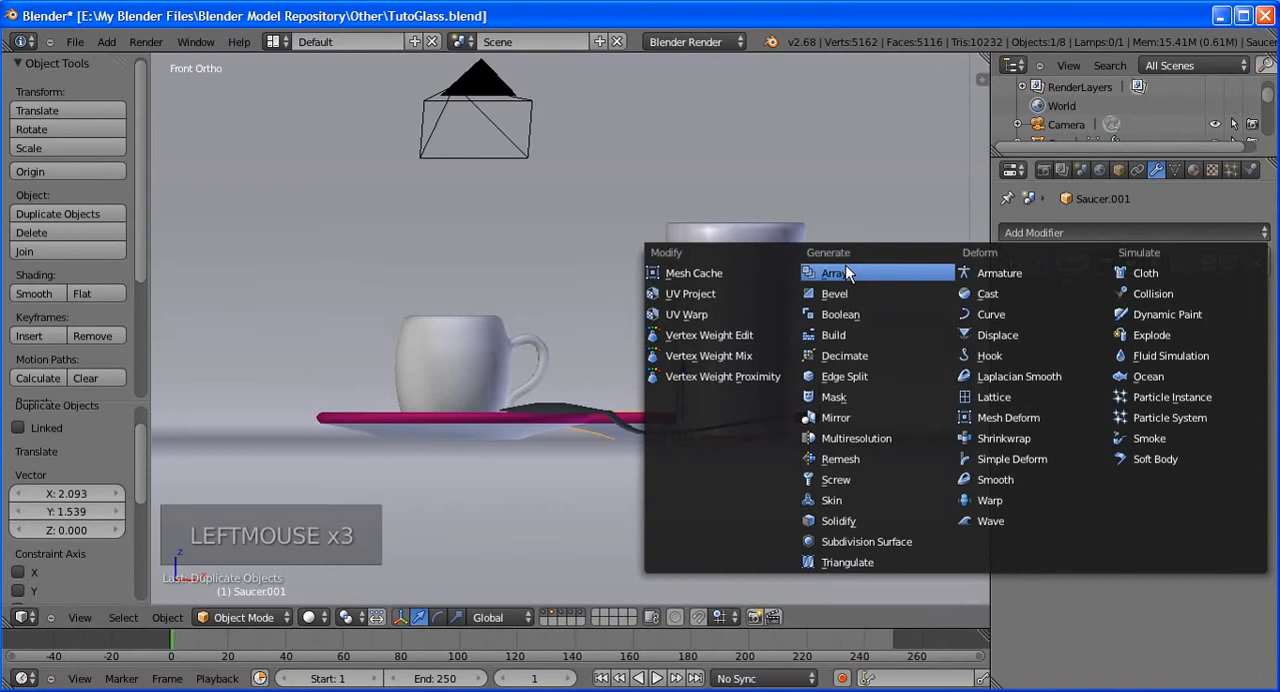 Blender* [E:\My Blender Files\Blender Model Repository\Other\TutoGlass.blend]
File Add Render Window Help Default Scene Blender Render v2.68 | Verts:5162 | Faces:5116 | Tris:10232 | Objects:1/8 | Lamps:0/1 | Mem:15.41M (0.61M) | Saucer
Object Tools
Transform:
Translate
Rotate
Scale
Origin
Object:
Duplicate Objects
Delete
Join
Shading:
Smooth Flat
Keyframes:
Insert Remove
Motion Paths:
Calculate Clear
Duplicate Objects
Linked
Translate
Vector
X: 2.093
Y: 1.539
Z: 0.000
Constraint Axis
X
Y
Front Ortho
LEFTMOUSE x3
Last: Duplicate Objects
(1) Saucer.001
View Search All Scenes
RenderLayers
World
Camera
Saucer.001
Add Modifier
Modify
Mesh Cache
UV Project
UV Warp
Vertex Weight Edit
Vertex Weight Mix
Vertex Weight Proximity
Generate
Array
Bevel
Boolean
Build
Decimate
Edge Split
Mask
Mirror
Multiresolution
Remesh
Screw
Skin
Solidify
Subdivision Surface
Triangulate
Deform
Armature
Cast
Curve
Displace
Hook
Laplacian Smooth
Lattice
Mesh Deform
Shrinkwrap
Simple Deform
Smooth
Warp
Wave
Simulate
Cloth
Collision
Dynamic Paint
Explode
Fluid Simulation
Ocean
Particle Instance
Particle System
Smoke
Soft Body
View Select Object Object Mode Global
-40 -20 0 20 40 60 80 100 120 140 160 180 200 220 240 260
View Marker Frame Playback Start: 1 End: 250 1 No Sync